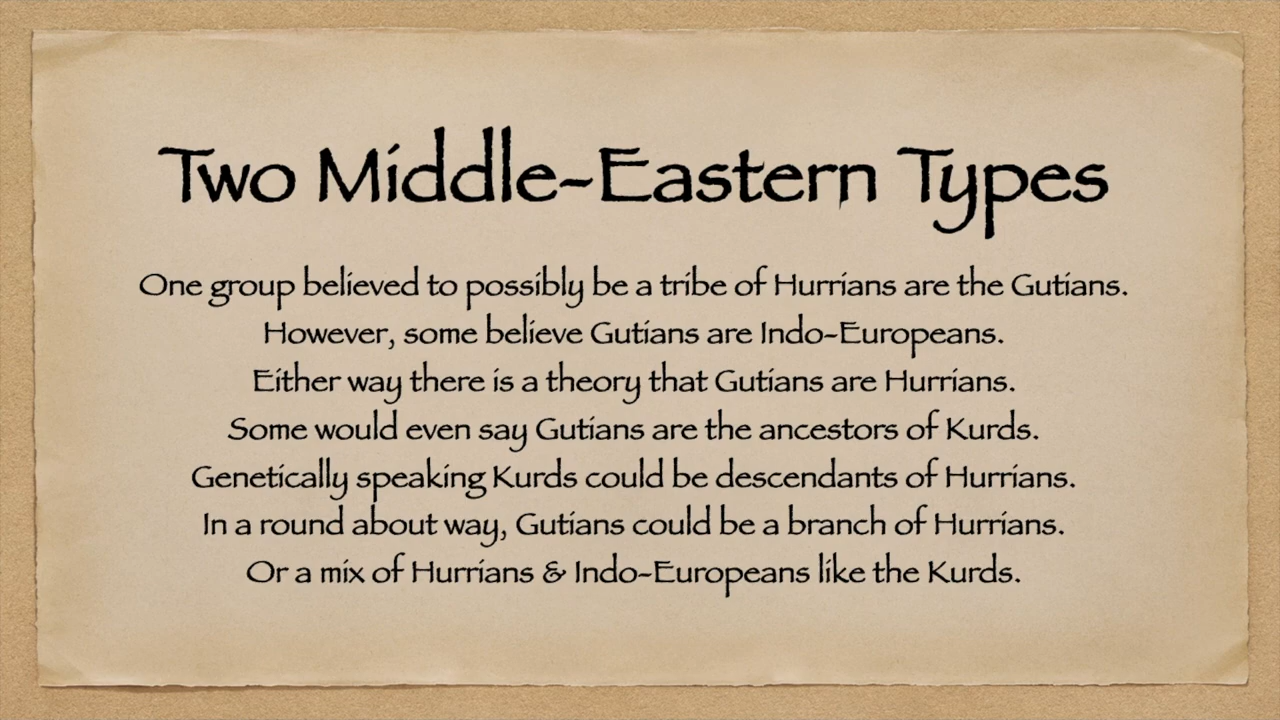 Two Middle-Eastern Types
One group believed to possibly be a tribe of Hurrians are the Gutians.
However, some believe Gutians are Indo-Europeans.
Either way there is a theory that Gutians are Hurrians.
Some would even say Gutians are the ancestors of Kurds.
Genetically speaking Kurds could be descendants of Hurrians.
In a round about way, Gutians could be a branch of Hurrians.
Or a mix of Hurrians & Indo-Europeans like the Kurds.